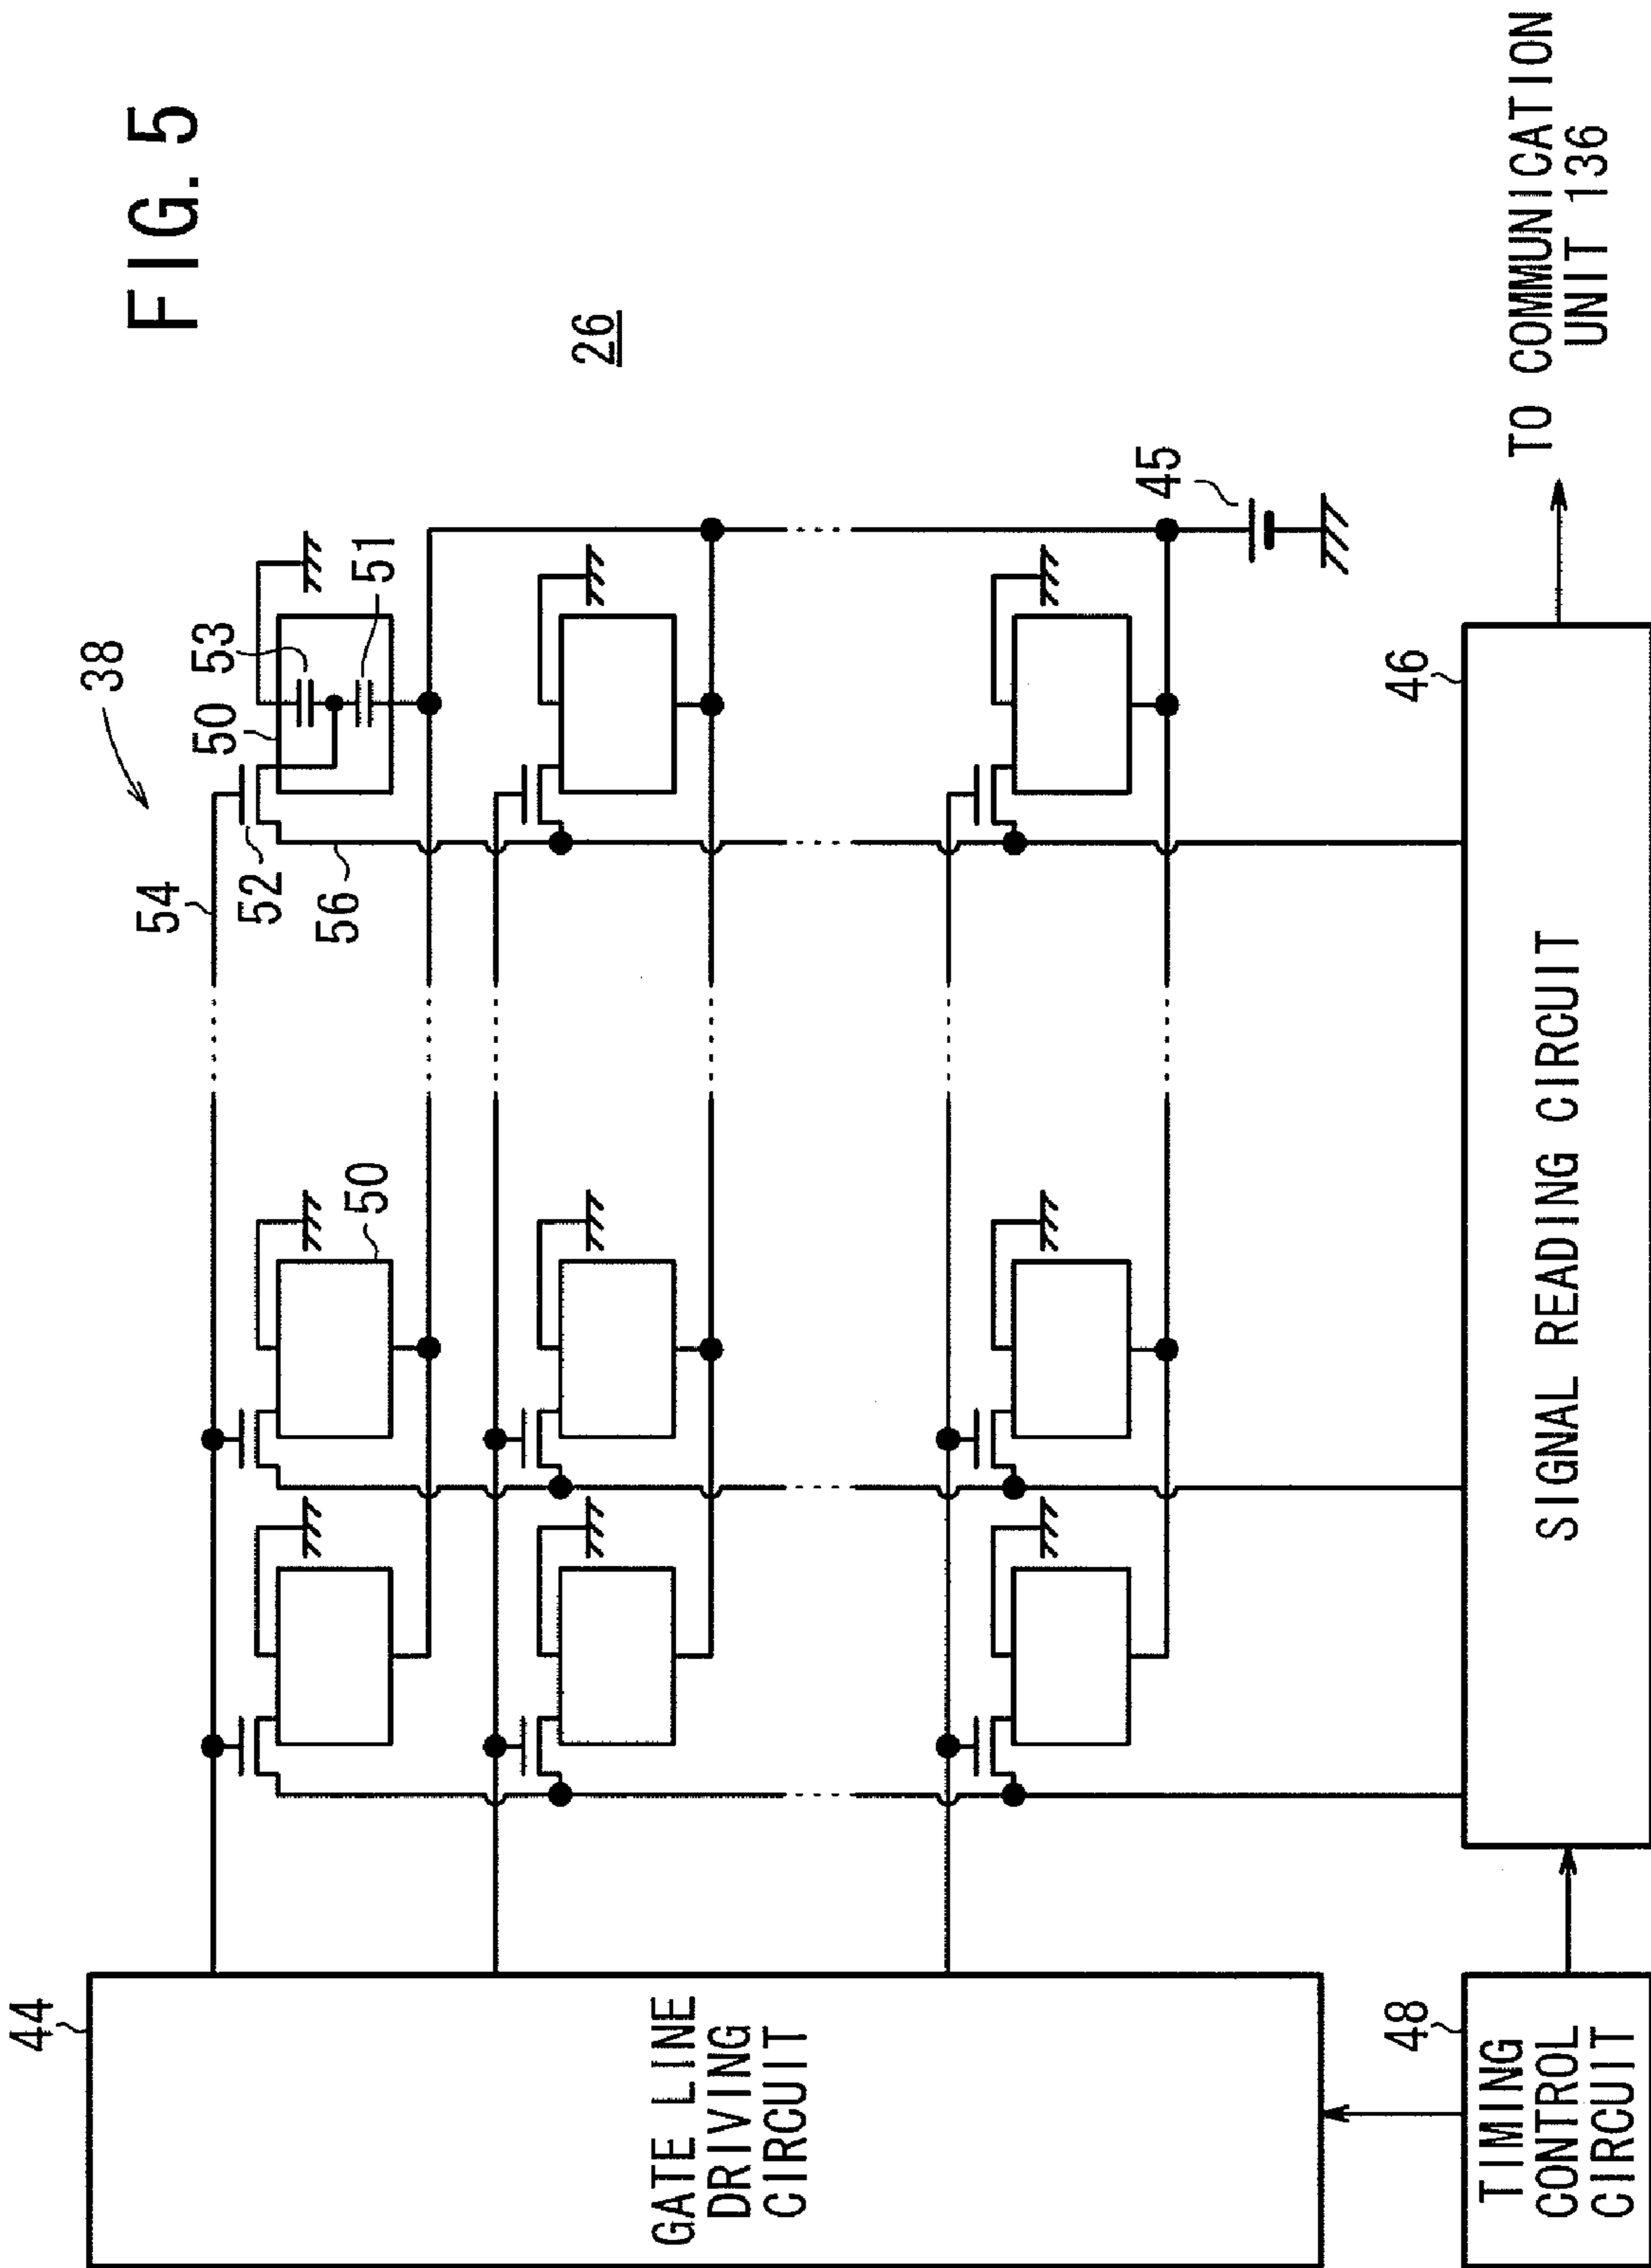 FIG. 5
26
38
54
52
56
50
53
51
50
45
44
GATE LINE
DRIVING
CIRCUIT
48
TIMING
CONTROL
CIRCUIT
46
SIGNAL READING CIRCUIT
TO COMMUNICATION
UNIT 136